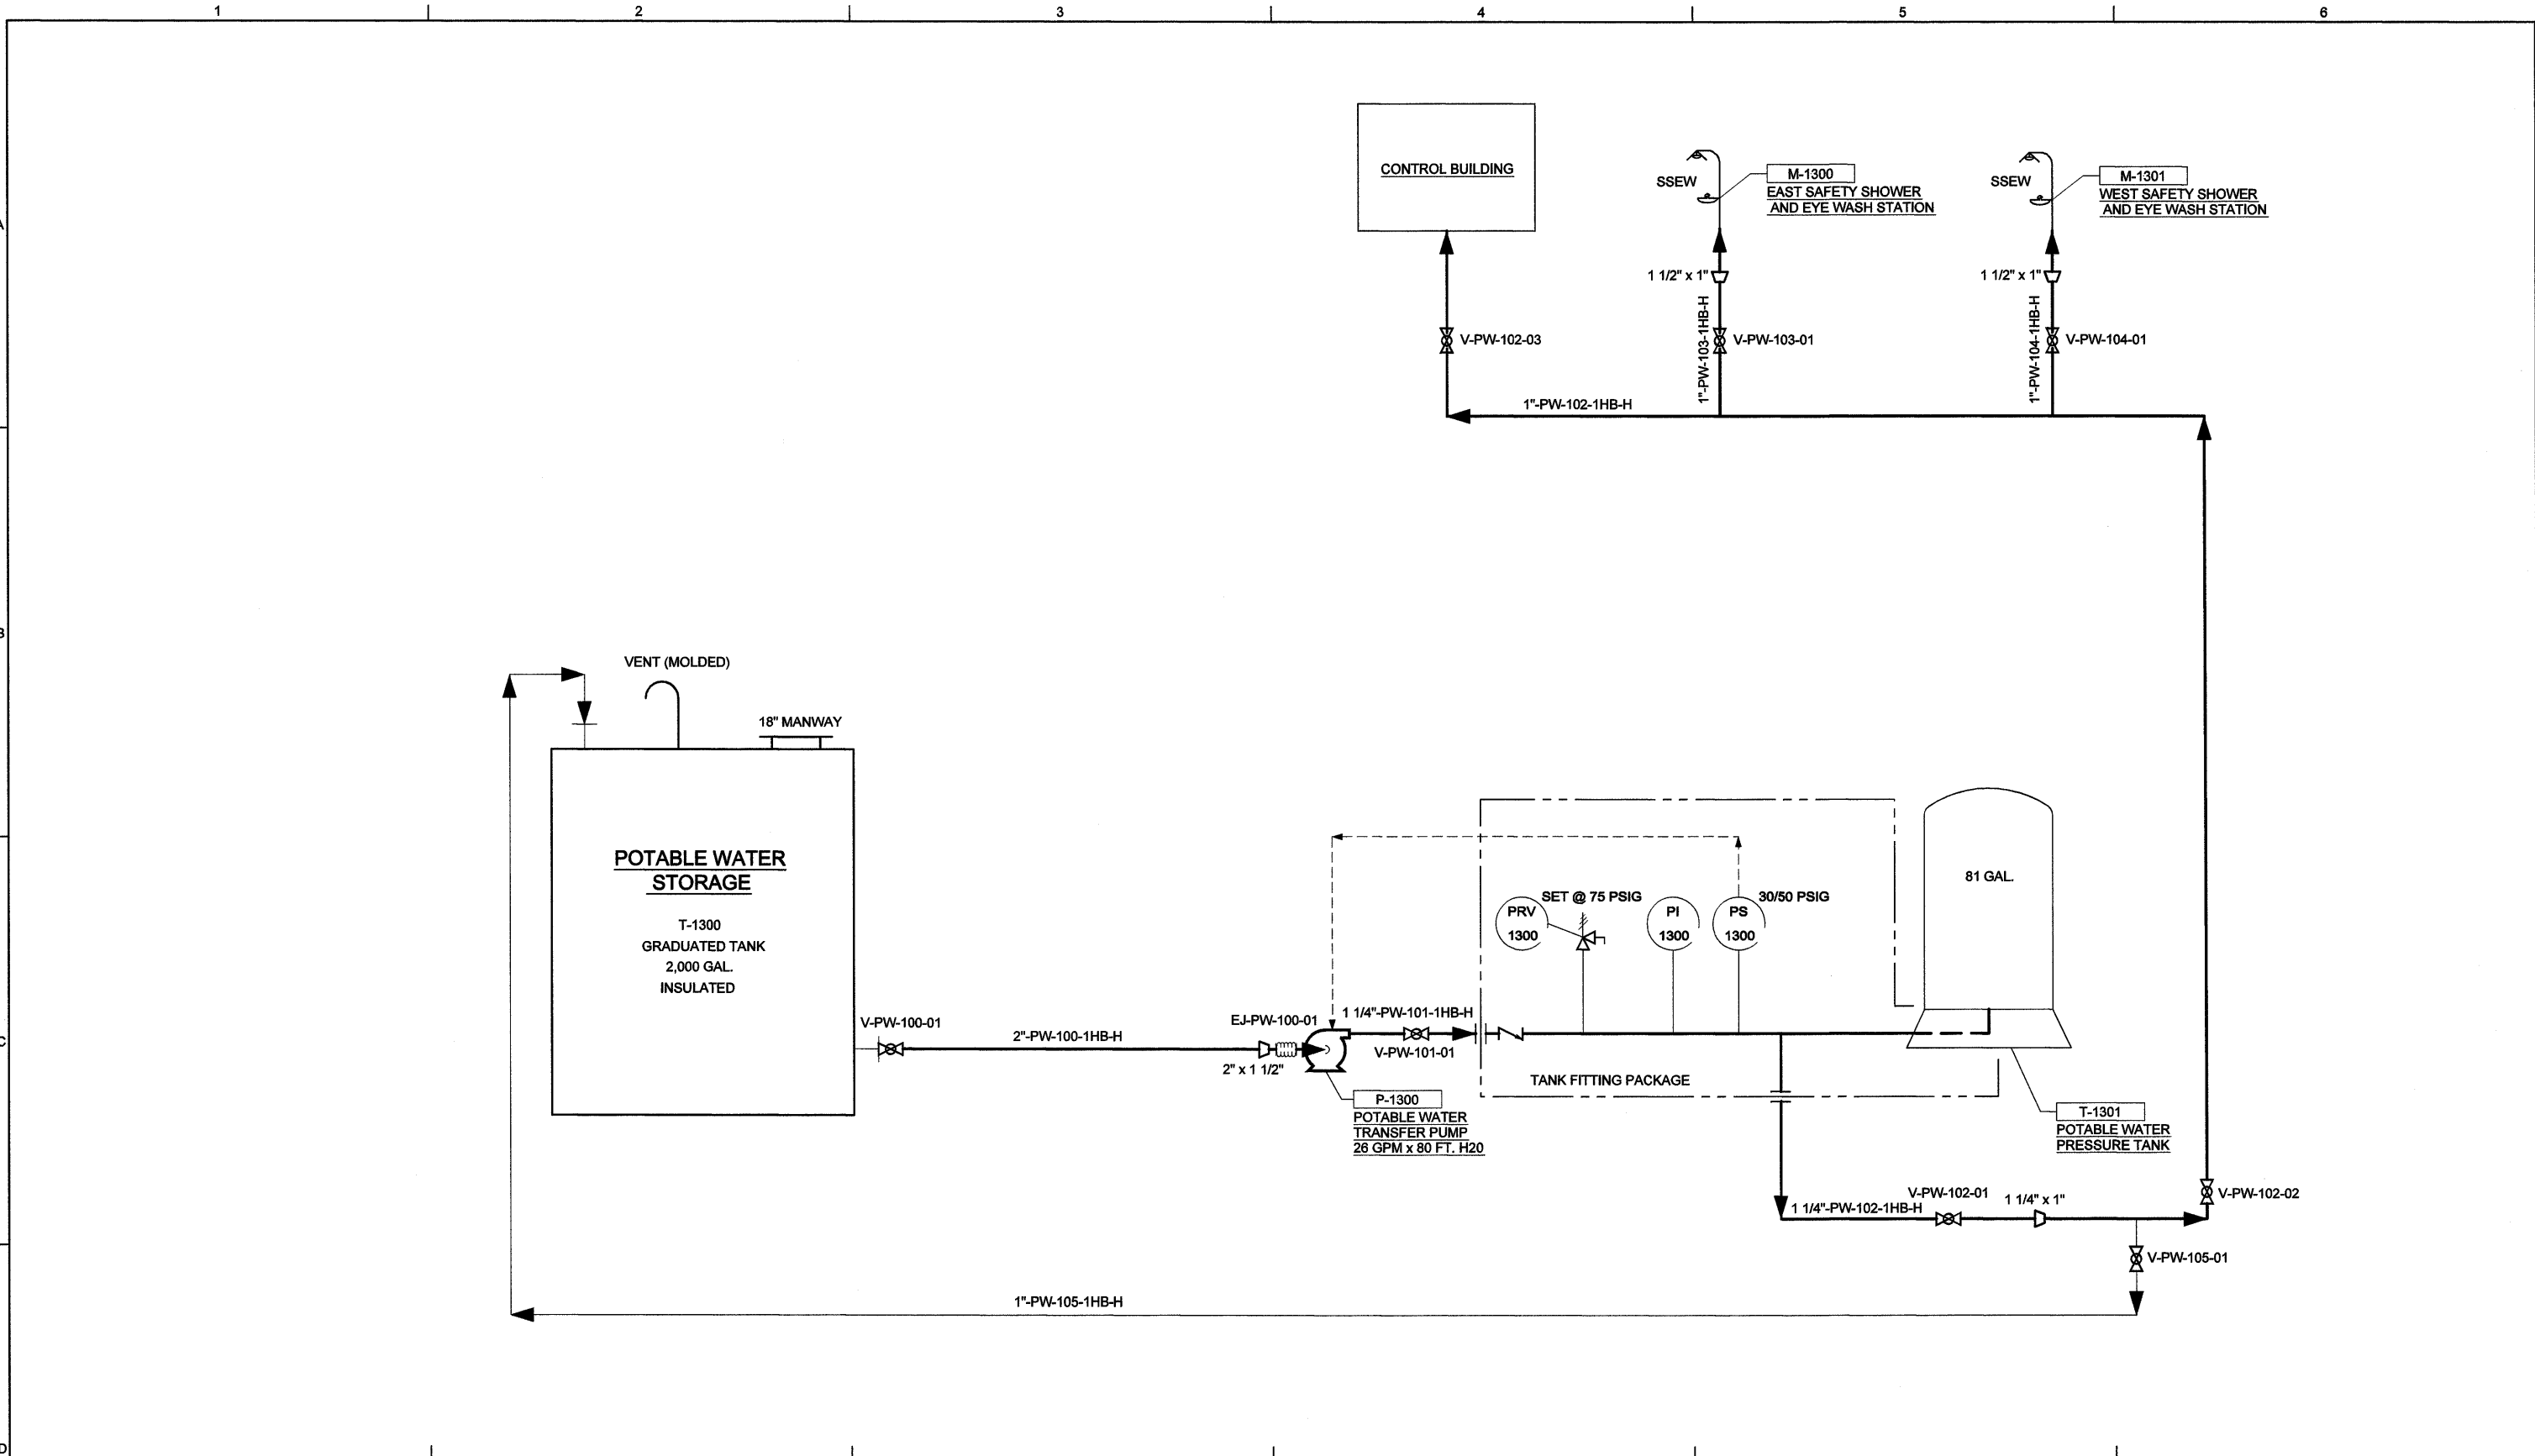 1 2 3 4 5 6
A
B
C
D
CONTROL BUILDING
SSEW
M-1300
EAST SAFETY SHOWER
AND EYE WASH STATION
SSEW
M-1301
WEST SAFETY SHOWER
AND EYE WASH STATION
1 1/2" x 1"
1 1/2" x 1"
1"-PW-103-1HB-H
1"-PW-104-1HB-H
V-PW-102-03
V-PW-103-01
V-PW-104-01
1"-PW-102-1HB-H
VENT (MOLDED)
18" MANWAY
POTABLE WATER
STORAGE
T-1300
GRADUATED TANK
2,000 GAL.
INSULATED
V-PW-100-01
2"-PW-100-1HB-H
EJ-PW-100-01
2" x 1 1/2"
1 1/4"-PW-101-1HB-H
V-PW-101-01
P-1300
POTABLE WATER
TRANSFER PUMP
26 GPM x 80 FT. H20
SET @ 75 PSIG
PRV
1300
PI
1300
PS
1300
30/50 PSIG
81 GAL.
TANK FITTING PACKAGE
T-1301
POTABLE WATER
PRESSURE TANK
V-PW-102-01
1 1/4" x 1"
1 1/4"-PW-102-1HB-H
V-PW-102-02
V-PW-105-01
1"-PW-105-1HB-H